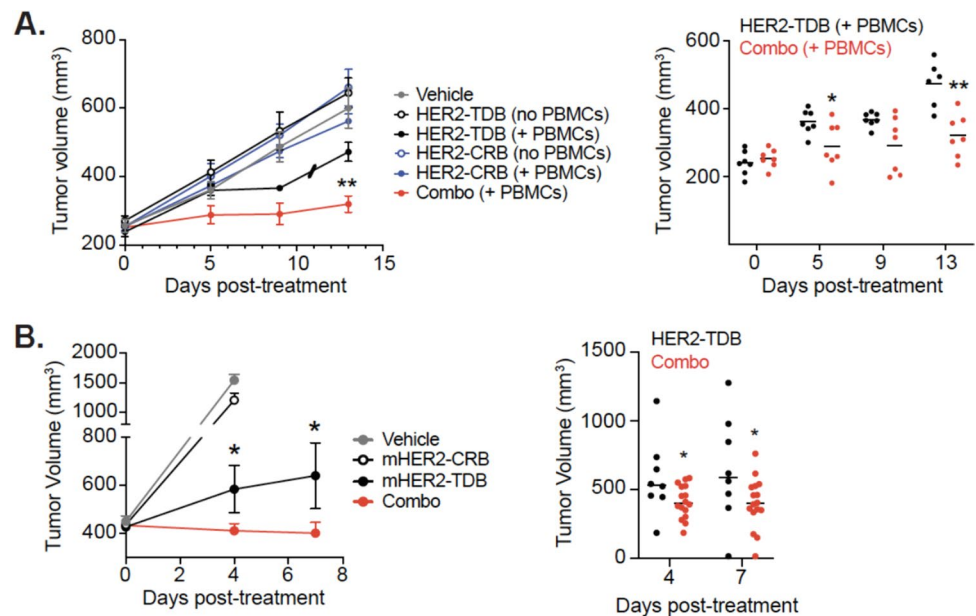 A.
Tumor volume (mm³)
800
600
400
200
0
5
10
15
Days post-treatment
**
Vehicle
HER2-TDB (no PBMCs)
HER2-TDB (+ PBMCs)
HER2-CRB (no PBMCs)
HER2-CRB (+ PBMCs)
Combo (+ PBMCs)
HER2-TDB (+ PBMCs)
Combo (+ PBMCs)
Tumor volume (mm³)
600
400
200
*
**
0
5
9
13
Days post-treatment
B.
Tumor Volume (mm³)
2000
1500
1000
800
600
400
*
*
0
2
4
6
8
Days post-treatment
Vehicle
mHER2-CRB
mHER2-TDB
Combo
HER2-TDB
Combo
Tumor Volume (mm³)
1500
1000
500
0
*
*
4
7
Days post-treatment